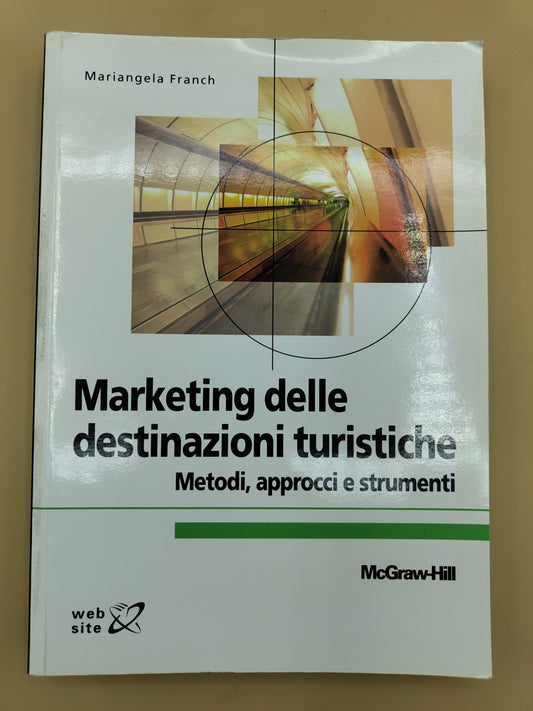 Mariangela Franch
Marketing delle
destinazioni turistiche
Metodi, approcci e strumenti
McGraw-Hill
web
site